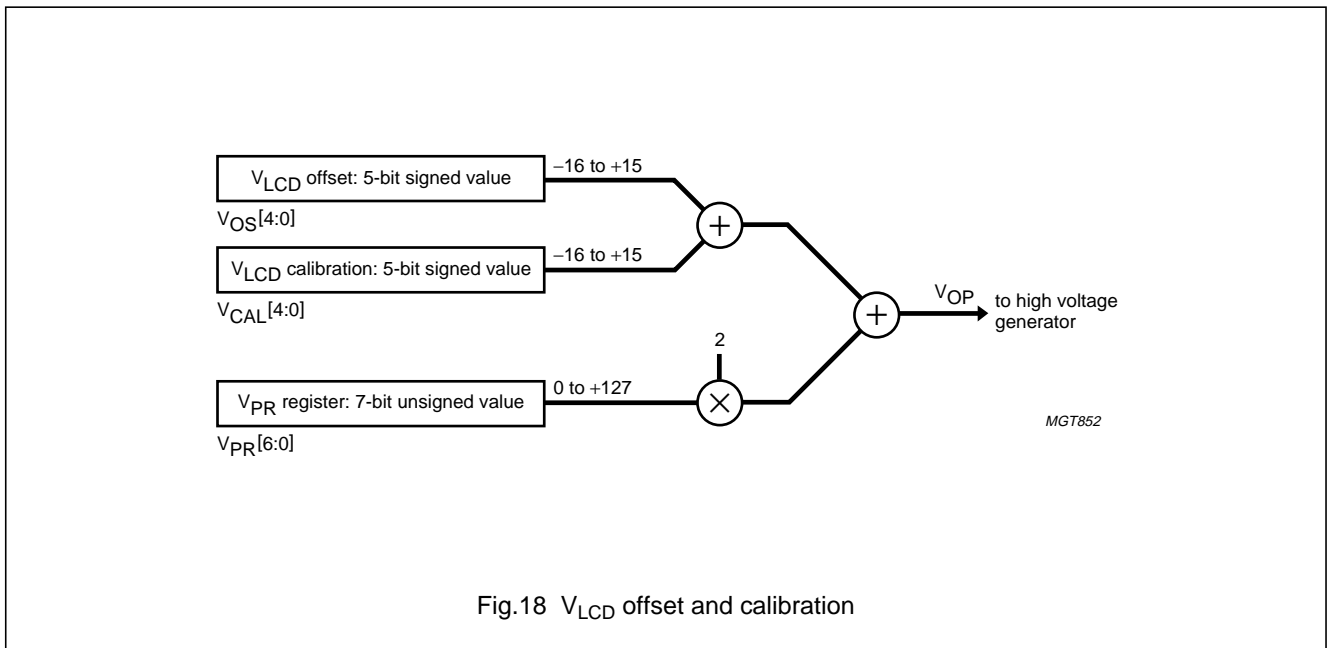 V_LCD offset: 5-bit signed value
−16 to +15
V_OS[4:0]
V_LCD calibration: 5-bit signed value
−16 to +15
V_CAL[4:0]
+
+
V_OP
to high voltage
generator
2
V_PR register: 7-bit unsigned value
0 to +127
×
V_PR[6:0]
MGT852
Fig.18 V_LCD offset and calibration